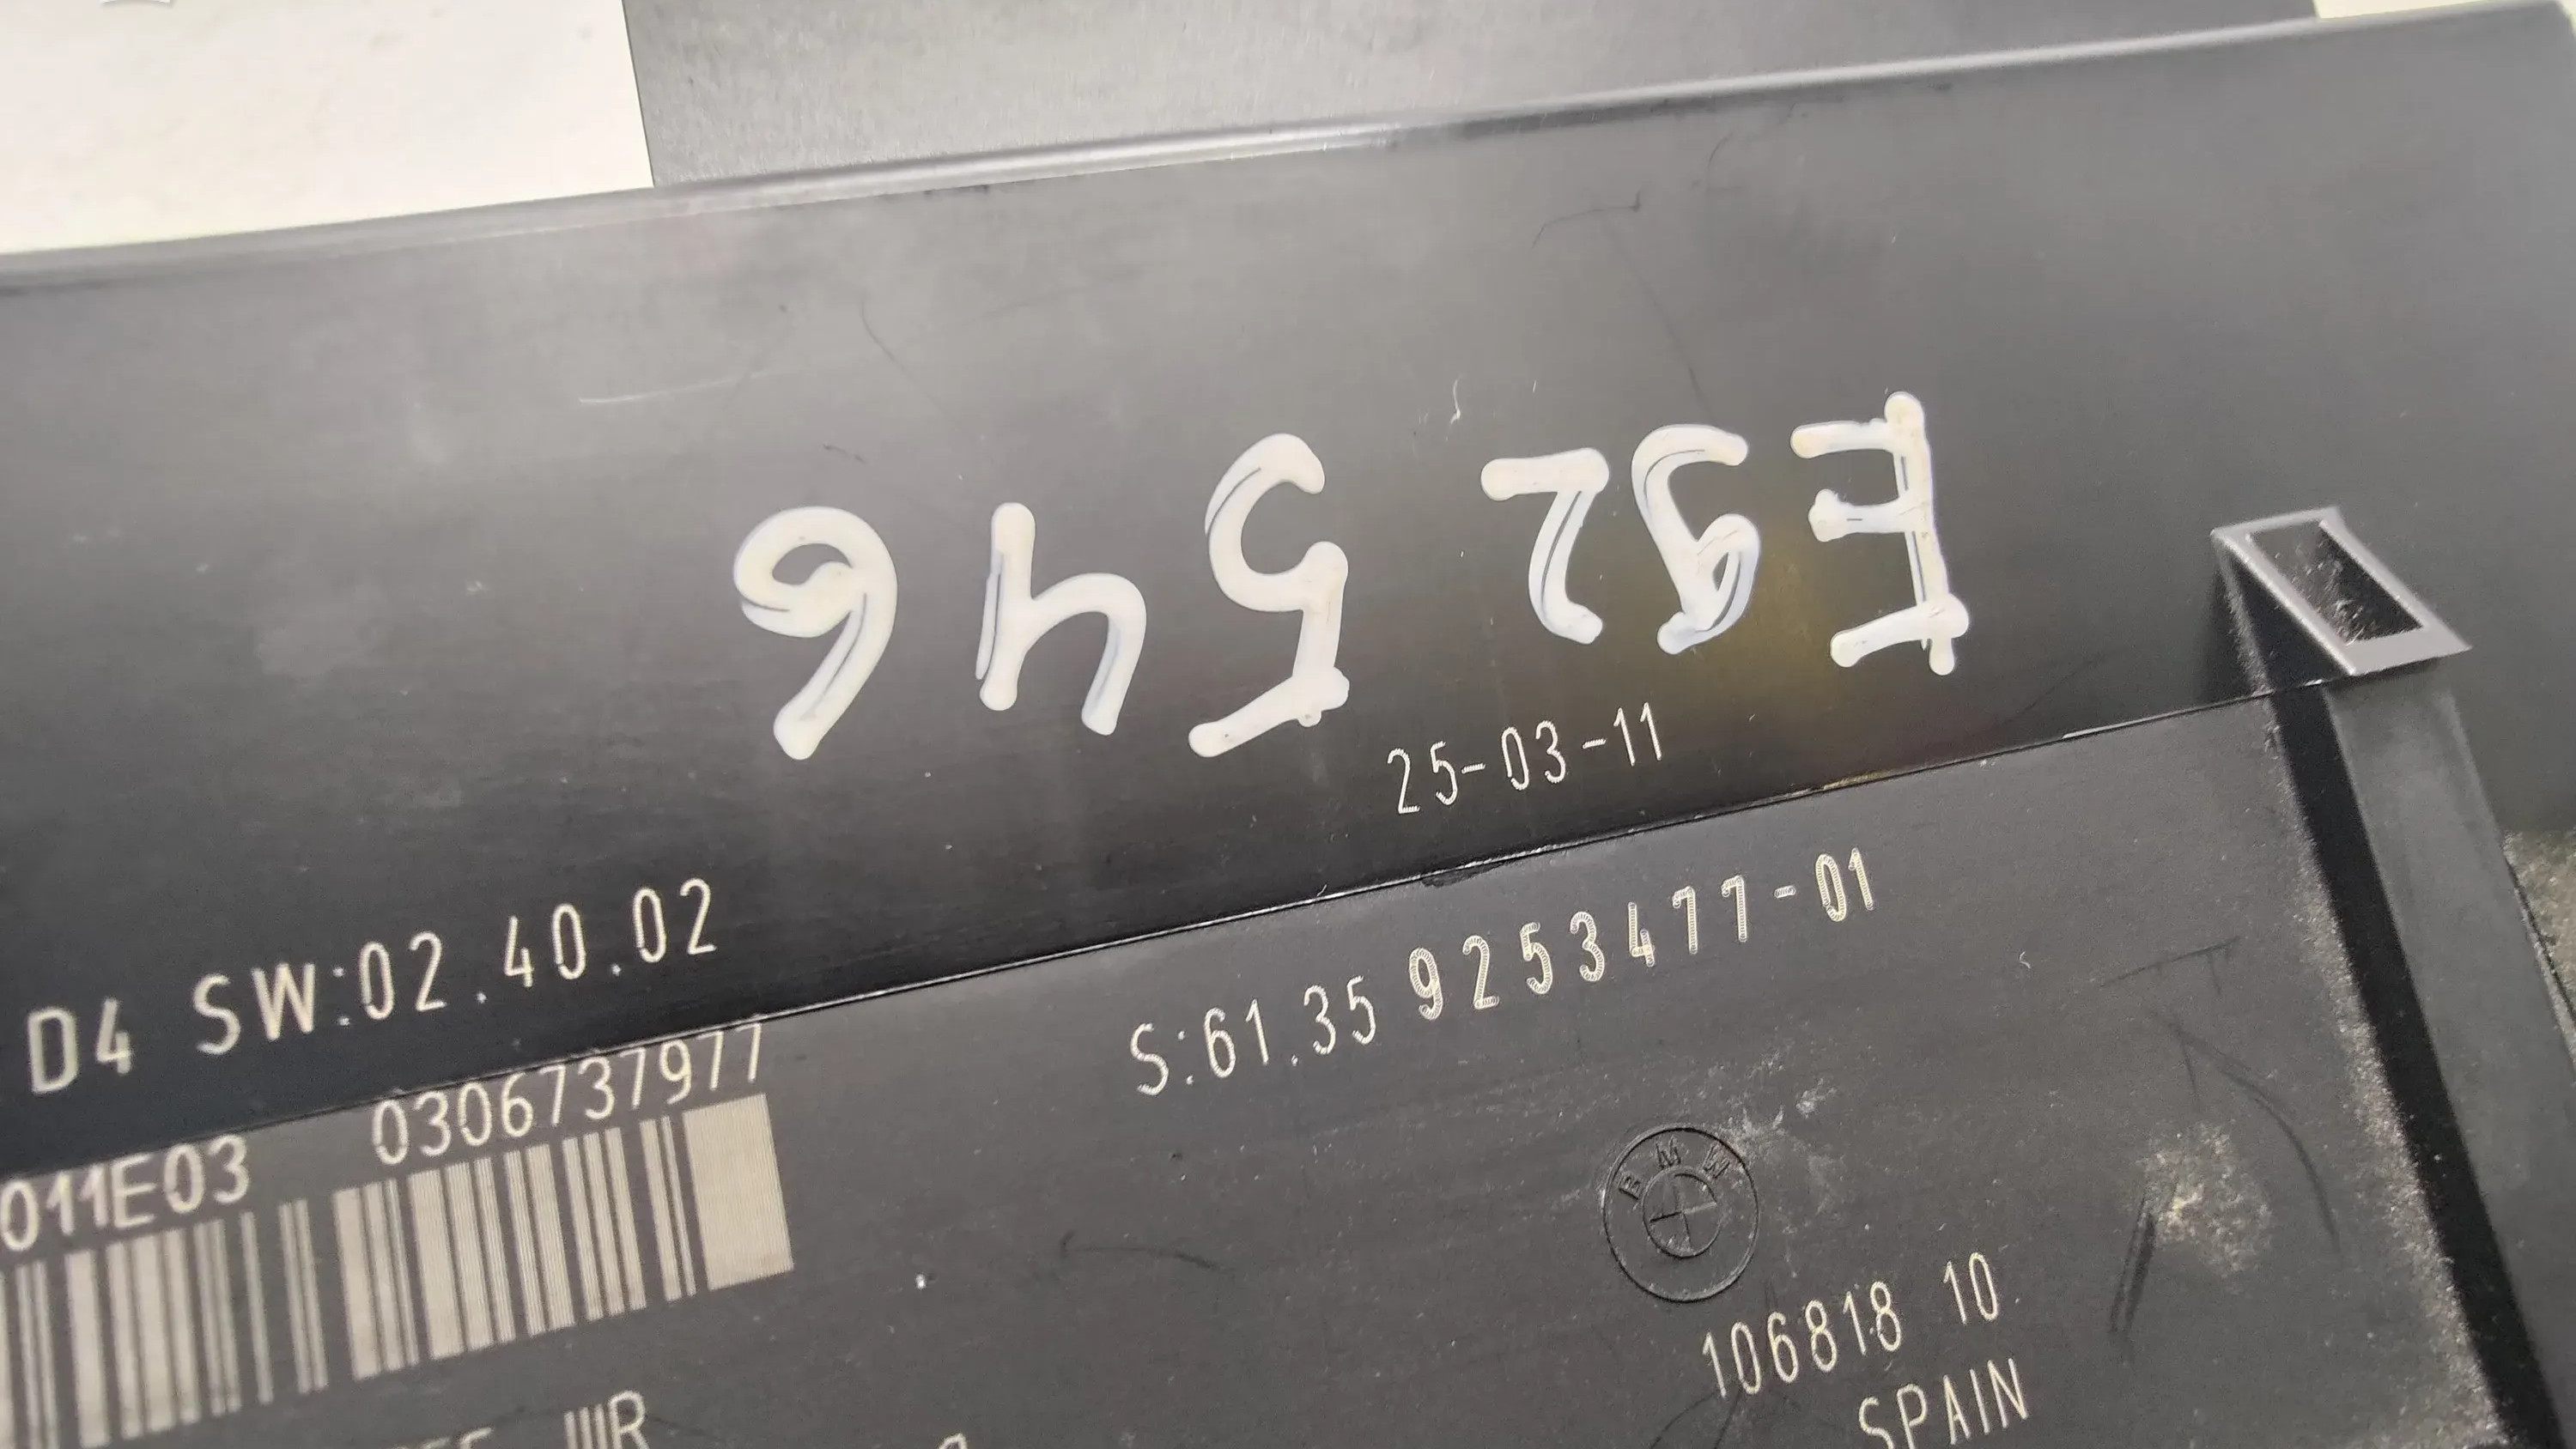 E92 546
25-03-11
D4 SW:02.40.02
S:61.35 9253477-01
011E03 0306737977
BMW
106818 10
SPAIN